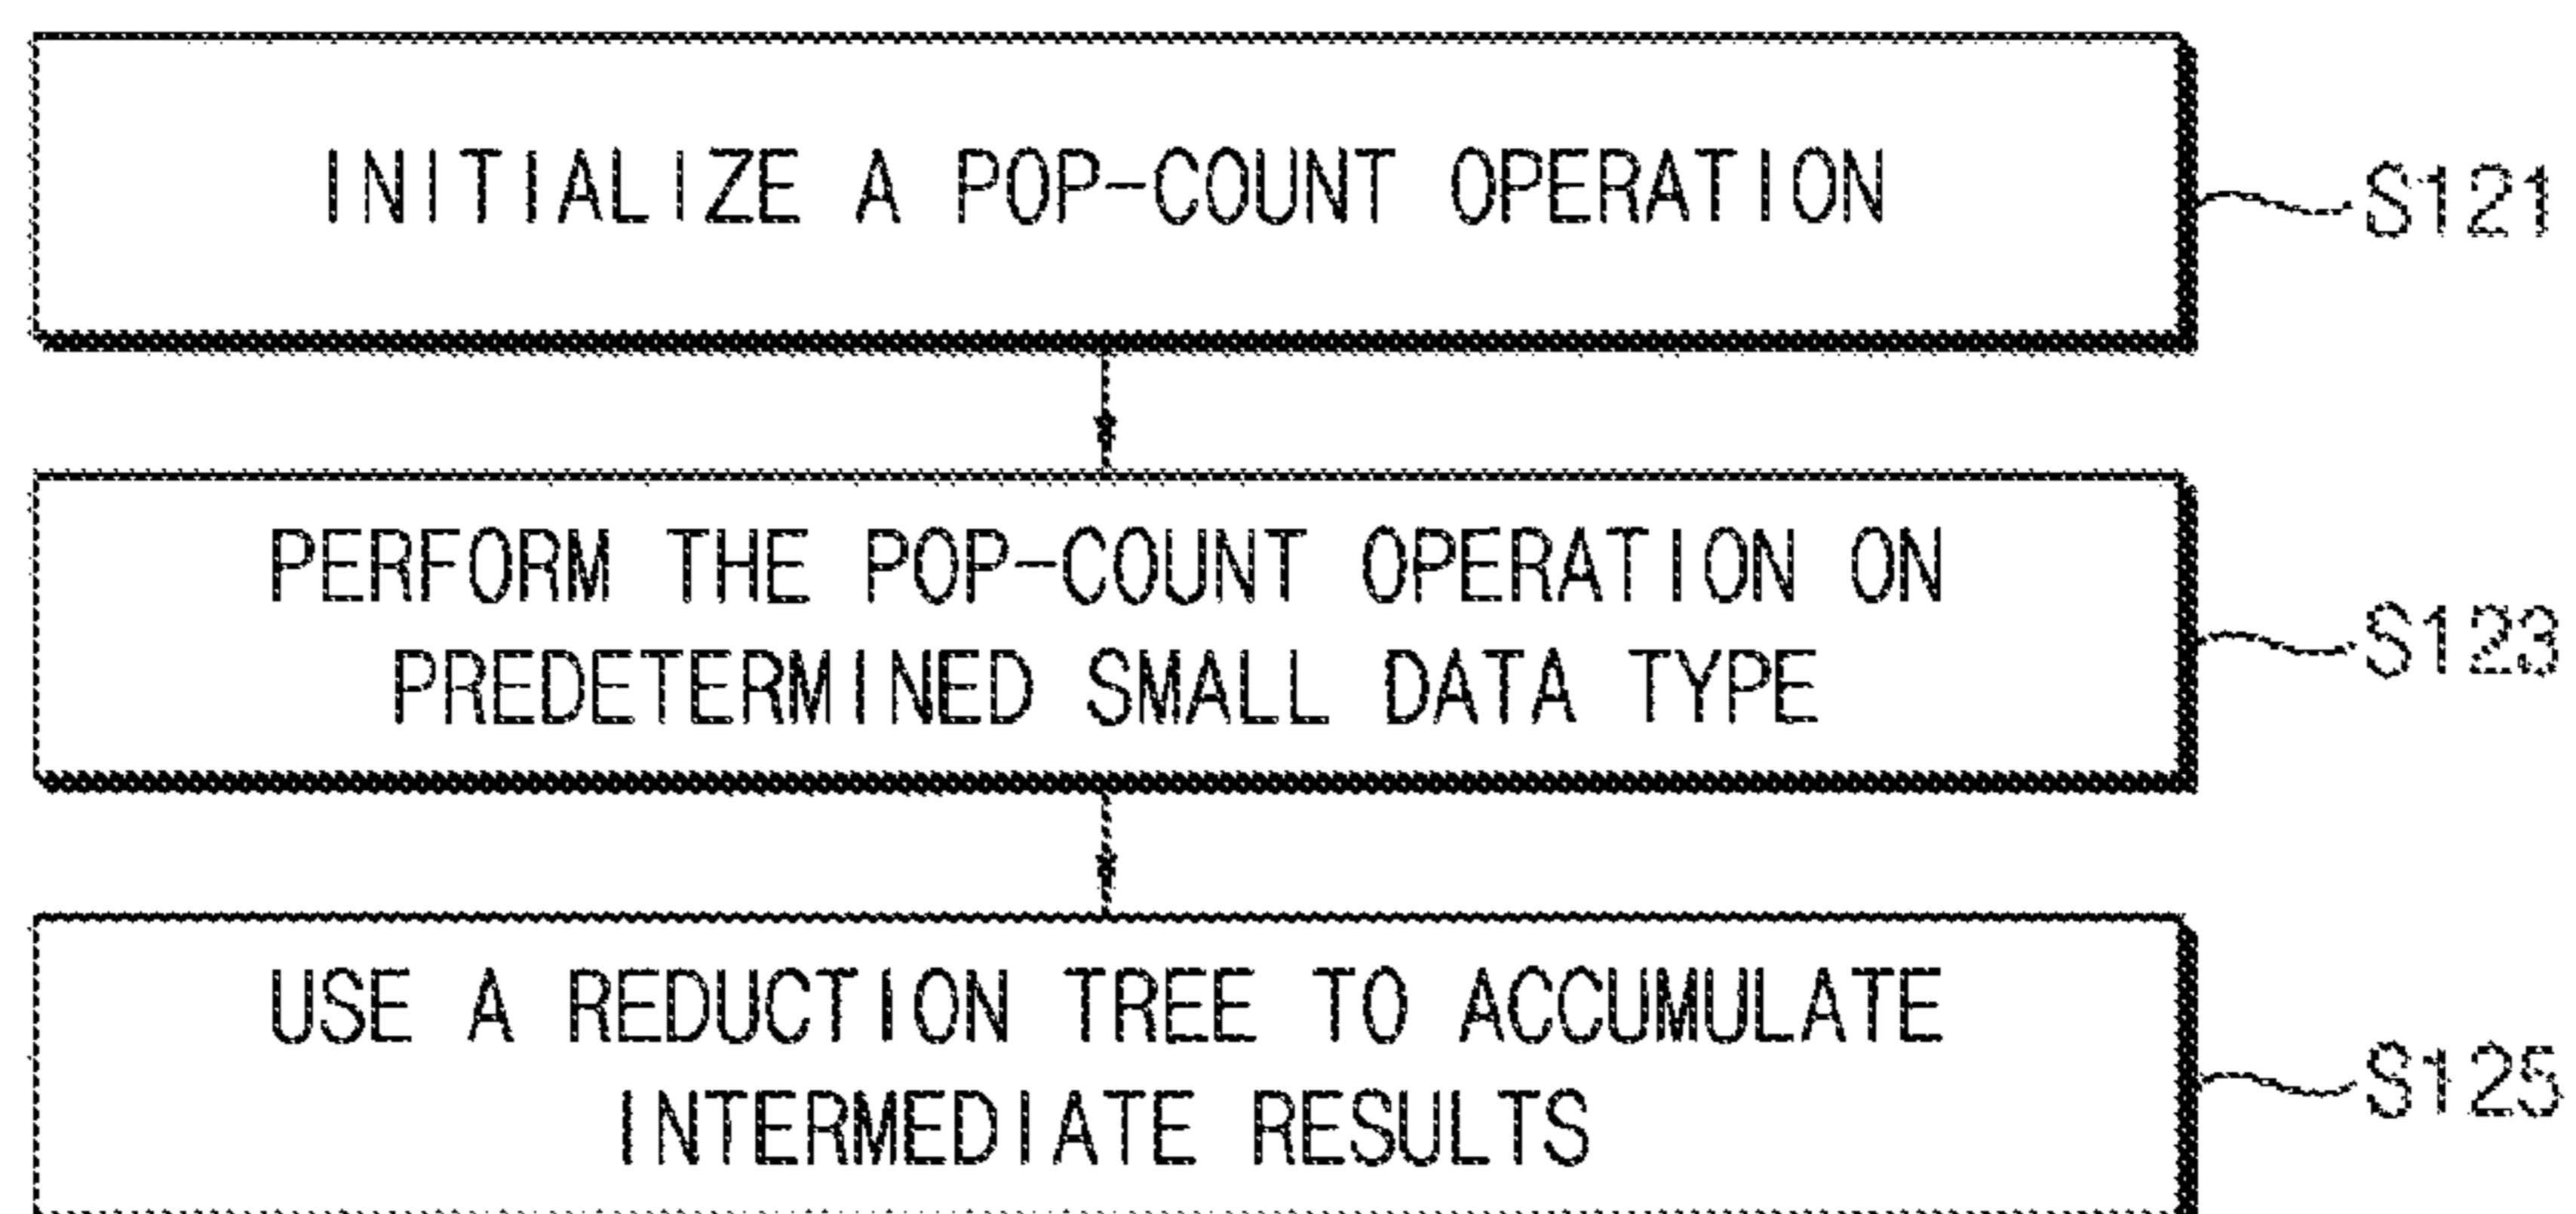 INITIALIZE A POP-COUNT OPERATION
S121
PERFORM THE POP-COUNT OPERATION ON
PREDETERMINED SMALL DATA TYPE
S123
USE A REDUCTION TREE TO ACCUMULATE
INTERMEDIATE RESULTS
S125